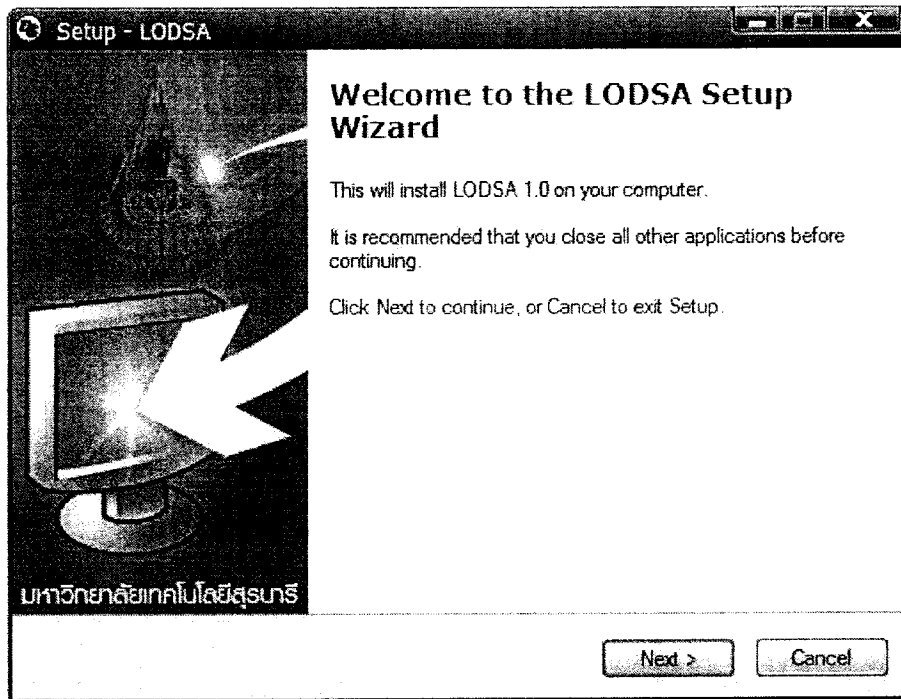 Setup - LODSA
Welcome to the LODSA Setup
Wizard
This will install LODSA 1.0 on your computer.
It is recommended that you close all other applications before
continuing.
Click Next to continue, or Cancel to exit Setup.
มหาวิทยาลัยเทคโนโลยีสุรนารี
Next >
Cancel